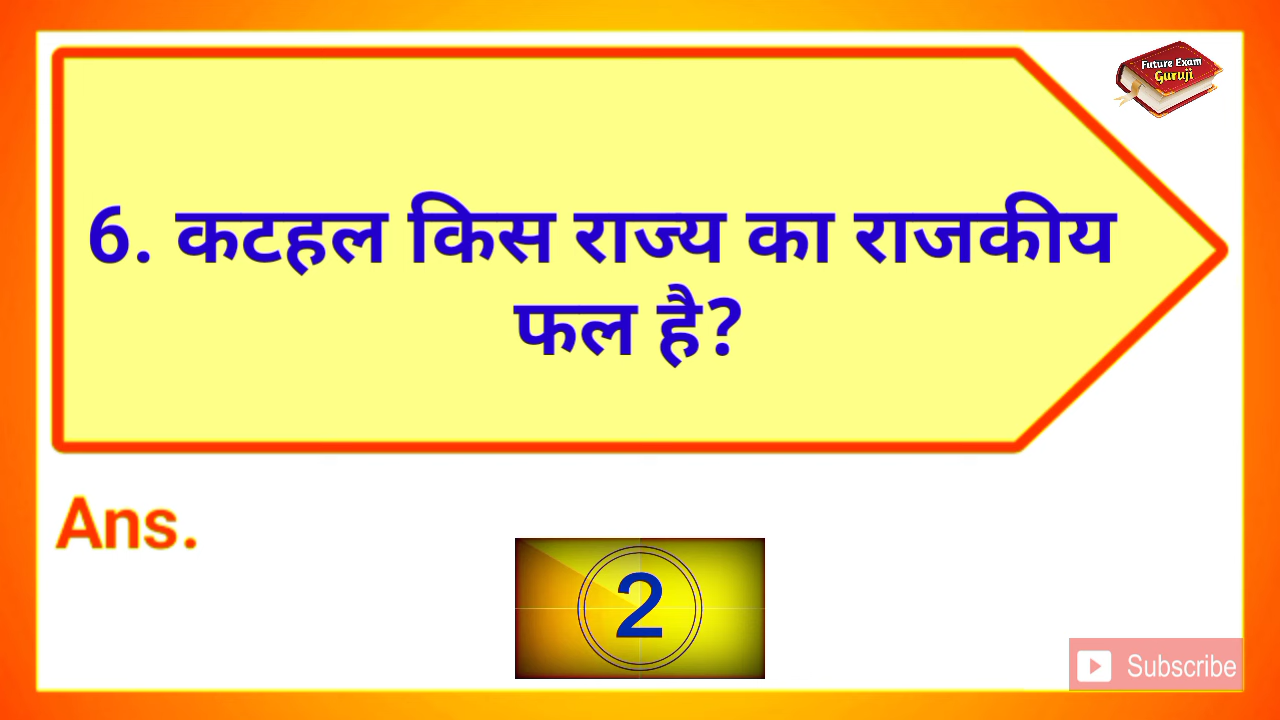 Future Exam
Guruji
6. कटहल किस राज्य का राजकीय
फल है?
Ans.
2
Subscribe